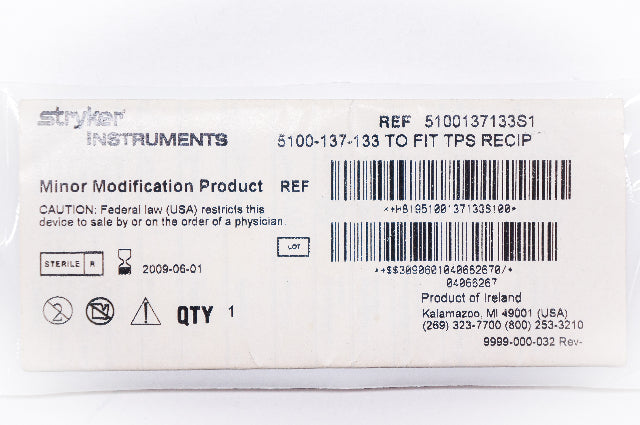 stryker
INSTRUMENTS
REF 5100137133S1
5100-137-133 TO FIT TPS RECIP
Minor Modification Product REF
*+H8195100137133S100*
CAUTION: Federal law (USA) restricts this
device to sale by or on the order of a physician.
LOT
*+$$3090601040662670/*
04066267
STERILE R
2009-06-01
2
QTY 1
Product of Ireland
Kalamazoo, MI 49001 (USA)
(269) 323-7700 (800) 253-3210
9999-000-032 Rev-